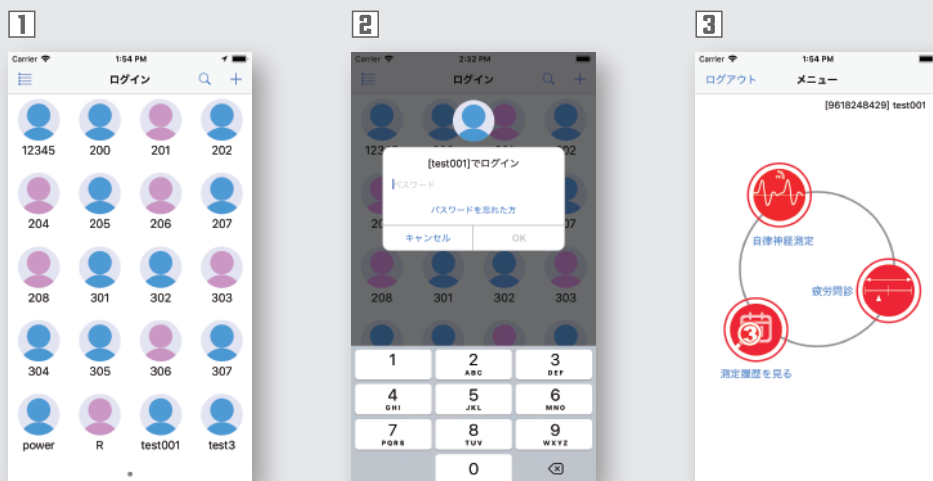 1
2
3
Carrier 1:54 PM
ログイン
12345 200 201 202
204 205 206 207
208 301 302 303
304 305 306 307
power R test001 test3
Carrier 2:32 PM
ログイン
[test001]でログイン
パスワード
パスワードを忘れた方
キャンセル OK
208 301 302 303
1 2 3
ABC DEF
4 5 6
GHI JKL MNO
7 8 9
PQRS TUV WXYZ
0
Carrier 1:54 PM
ログアウト メニュー
[9618248429] test001
自律神経測定
疲労問診
3
測定履歴を見る